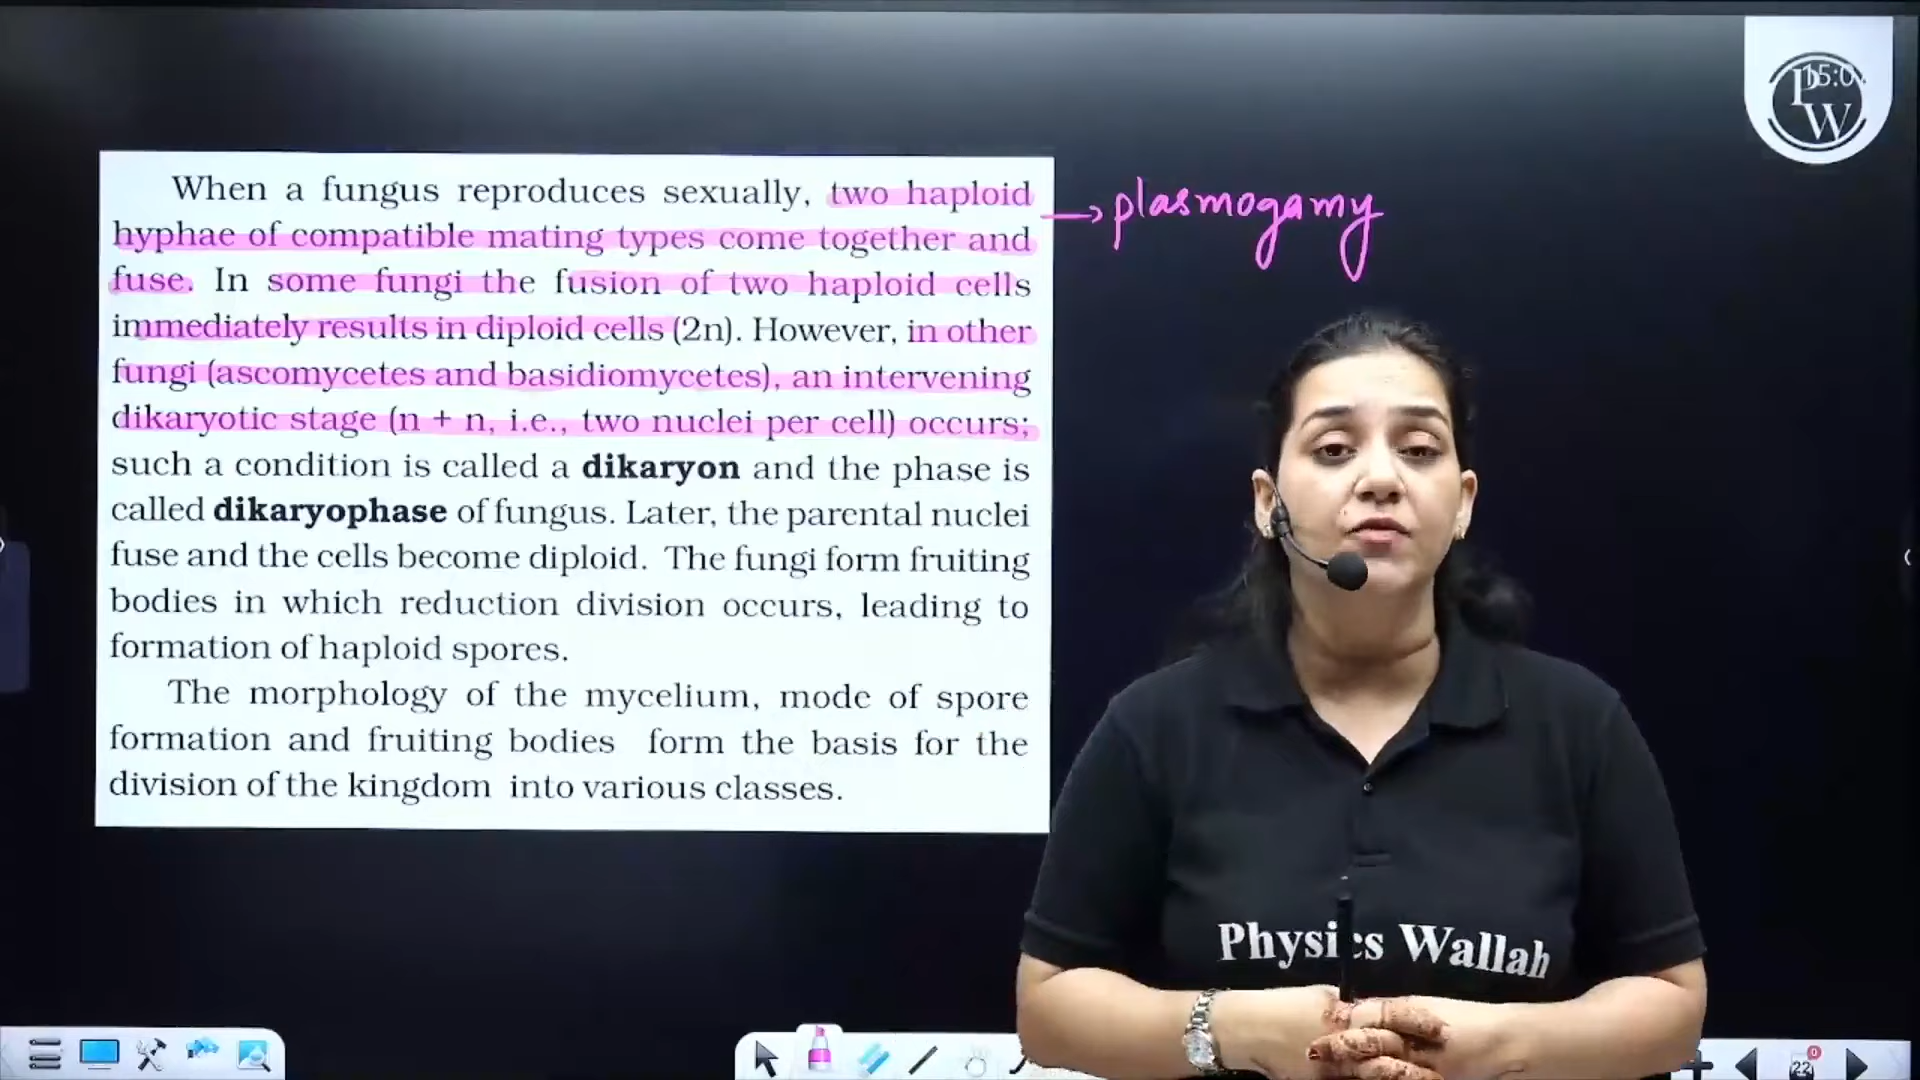 15:0
PW
When a fungus reproduces sexually, two haploid
hyphae of compatible mating types come together and
fuse. In some fungi the fusion of two haploid cells
immediately results in diploid cells (2n). However, in other
fungi (ascomycetes and basidiomycetes), an intervening
dikaryotic stage (n + n, i.e., two nuclei per cell) occurs;
such a condition is called a dikaryon and the phase is
called dikaryophase of fungus. Later, the parental nuclei
fuse and the cells become diploid. The fungi form fruiting
bodies in which reduction division occurs, leading to
formation of haploid spores.
The morphology of the mycelium, mode of spore
formation and fruiting bodies form the basis for the
division of the kingdom into various classes.
plasmogamy
Physics Wallah
22
0